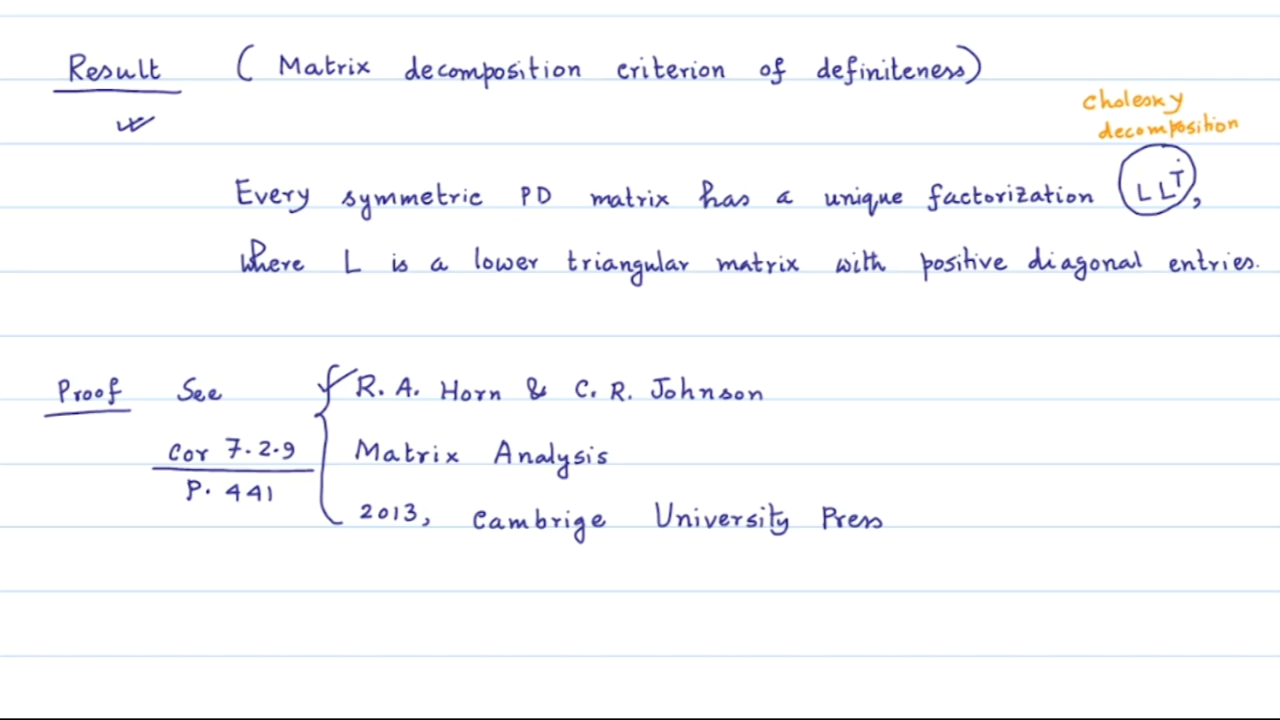 Result ( Matrix decomposition criterion of definiteness)
Cholesky
decomposition
Every symmetric PD matrix has a unique factorization LLᵀ,
where L is a lower triangular matrix with positive diagonal entries.
Proof See R. A. Horn & C. R. Johnson
Cor 7.2.9 Matrix Analysis
P. 441
2013, Cambrige University Press